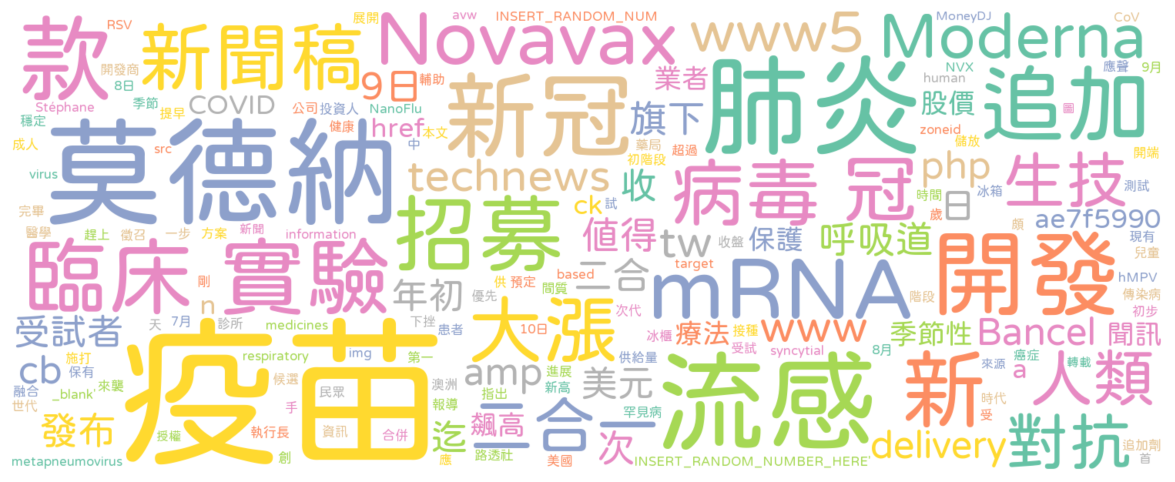 RSV 展開 avw INSERT_RANDOM_NUM MoneyDJ CoV
款 新聞稿 Novavax www5 Moderna
開發商 8日 9日 輔助 業者 NVX 應聲 9月
季節 COVID 新冠 肺炎 human 股價 追加
Stéphane 提早 公司 投資人 NanoFlu 旗下 圖
穩定 健康 href 本文 zoneid
成人 莫德納 src 中 藥局 超過 儲放 開端
virus technews 初階段 收 病毒 冠 php 生技
完畢 招募 ck 試 時間 冰箱 測試
醫學 趕上 徵召 一步 方案 新聞 information 值得 tw 收盤 保護 呼吸道 歲 日 頗 ae7f5990 現有 兒童
臨床 實驗 剛 年初 供 預定 based 二合 target mRNA 開發 hMPV 傳染病
n 優先 間質 階段 初步
受試者 天 7月 診所 medicines 下挫 患者 大漲 10日 次代 冰櫃 療法 接種 www 季節性 Bancel 聞訊
施打 疫苗 respiratory img 第一 供給量 受試 syncytial 8月 來源 癌症 轉載
cb 保有 候選 民眾 澳洲 amp 進展 新高 美元 流感 新 a 人類
融合 _blank' 來襲 指出 時代
世代 手 報導 罕見病 受
發布 授權 執行長 資訊 合併 迄 飆高 三合一 次 delivery 對抗 追加劑
metapneumovirus 創 應 路透社 美國 INSERT_RANDOM_NUMBER_HERE' 首